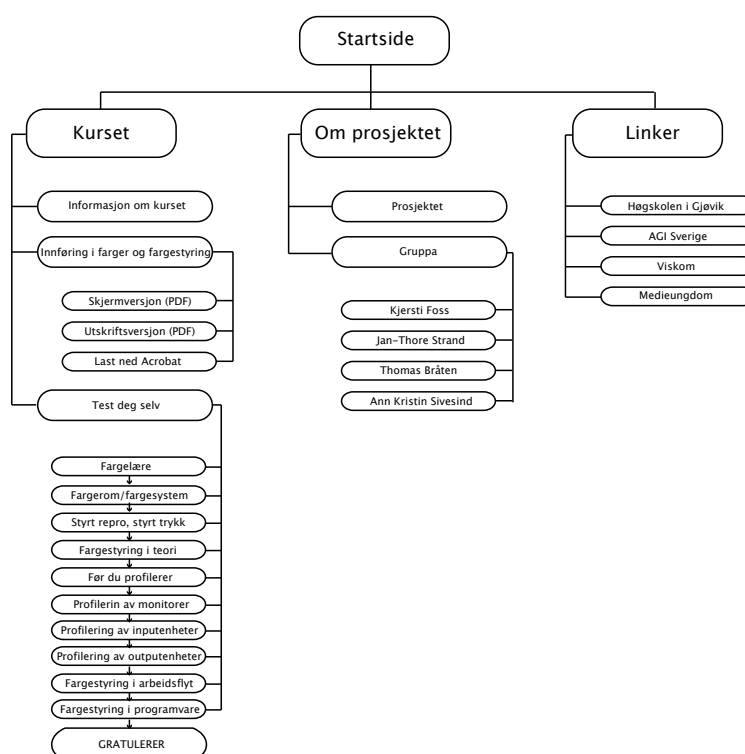 Startside
Kurset
Om prosjektet
Linker
Informasjon om kurset
Innføring i farger og fargestyring
Skjermversjon (PDF)
Utskriftsversjon (PDF)
Last ned Acrobat
Test deg selv
Fargelære
Fargerom/fargesystem
Styrt repro, styrt trykk
Fargestyring i teori
Før du profilerer
Profilerin av monitorer
Profilering av inputenheter
Profilering av outputenheter
Fargestyring i arbeidsflyt
Fargestyring i programvare
GRATULERER
Prosjektet
Gruppa
Kjersti Foss
Jan-Thore Strand
Thomas Bråten
Ann Kristin Sivesind
Høgskolen i Gjøvik
AGI Sverige
Viskom
Medieungdom